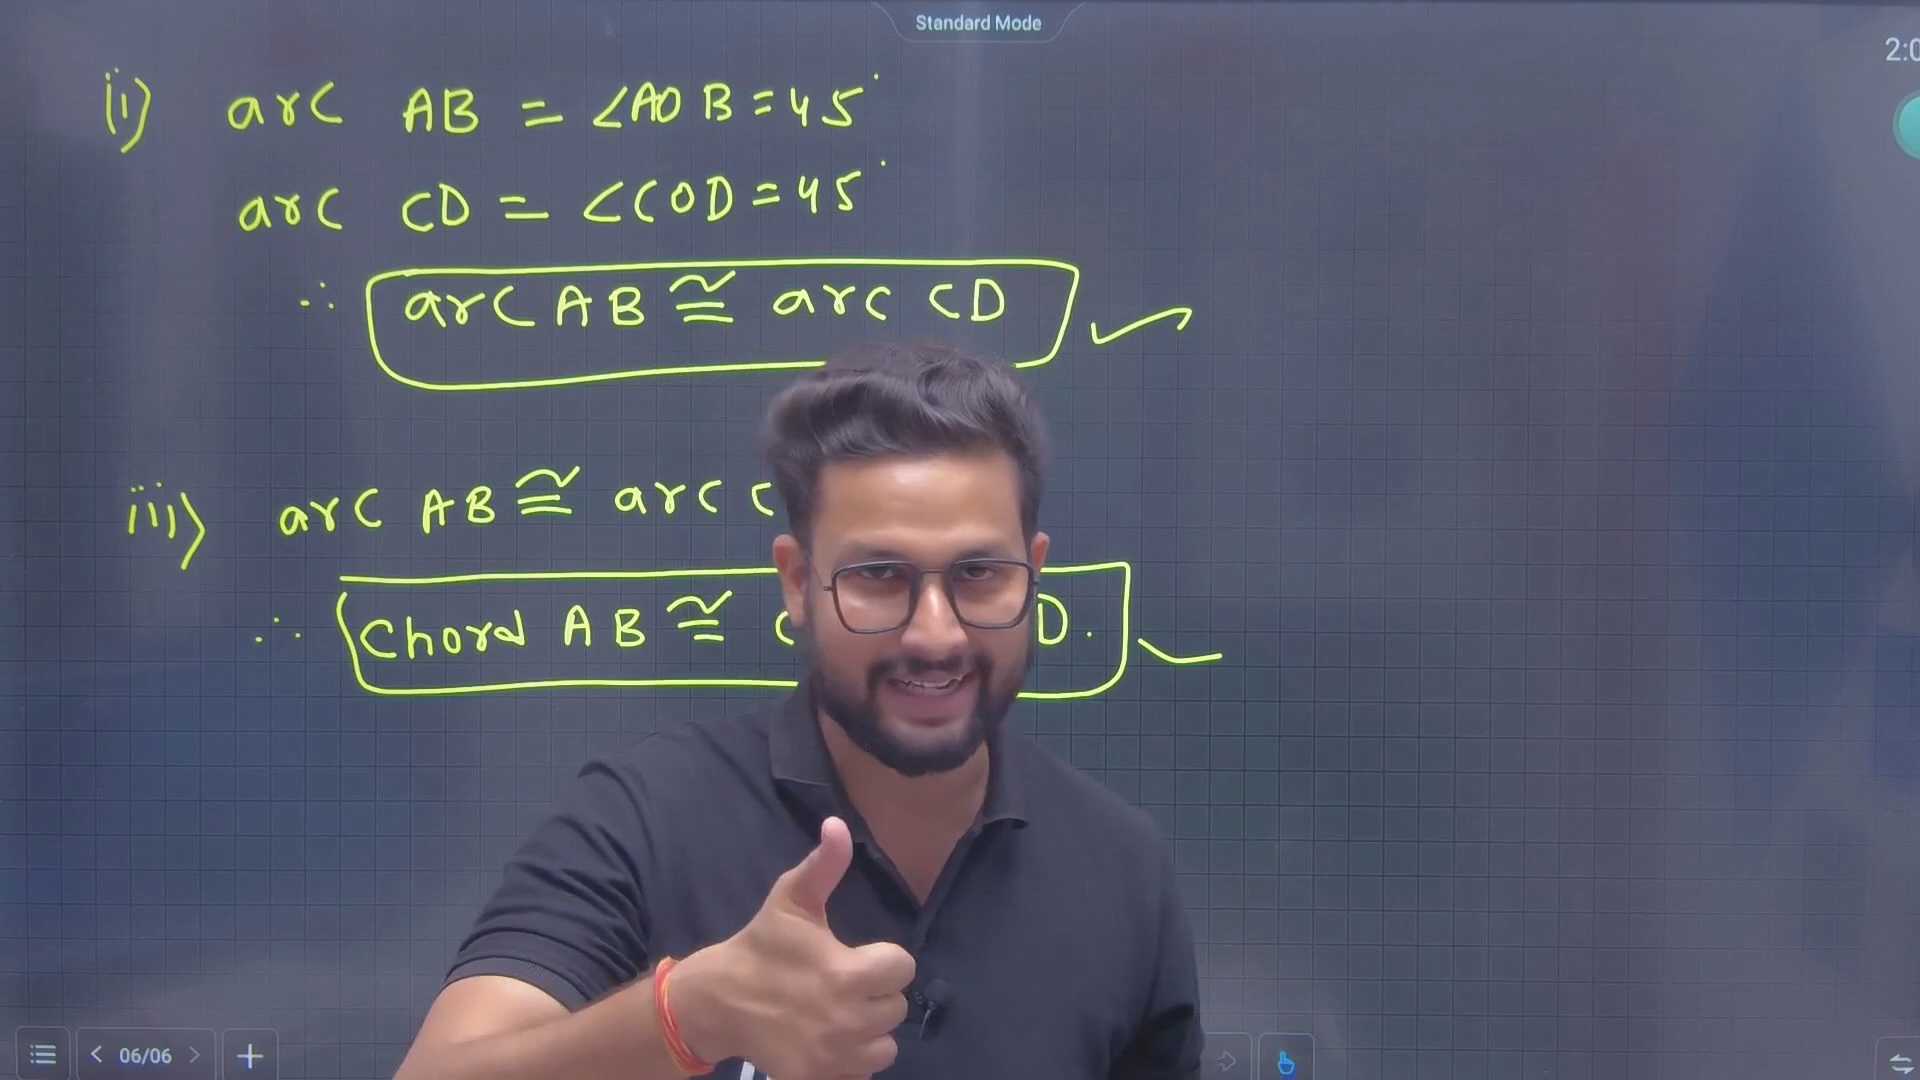 Standard Mode
2:0
ii) arc AB = ∠AOB = 45°
arc CD = ∠COD = 45°
∴ arc AB ≅ arc CD
iii) arc AB ≅ arc C
∴ Chord AB ≅ C D.
06/06